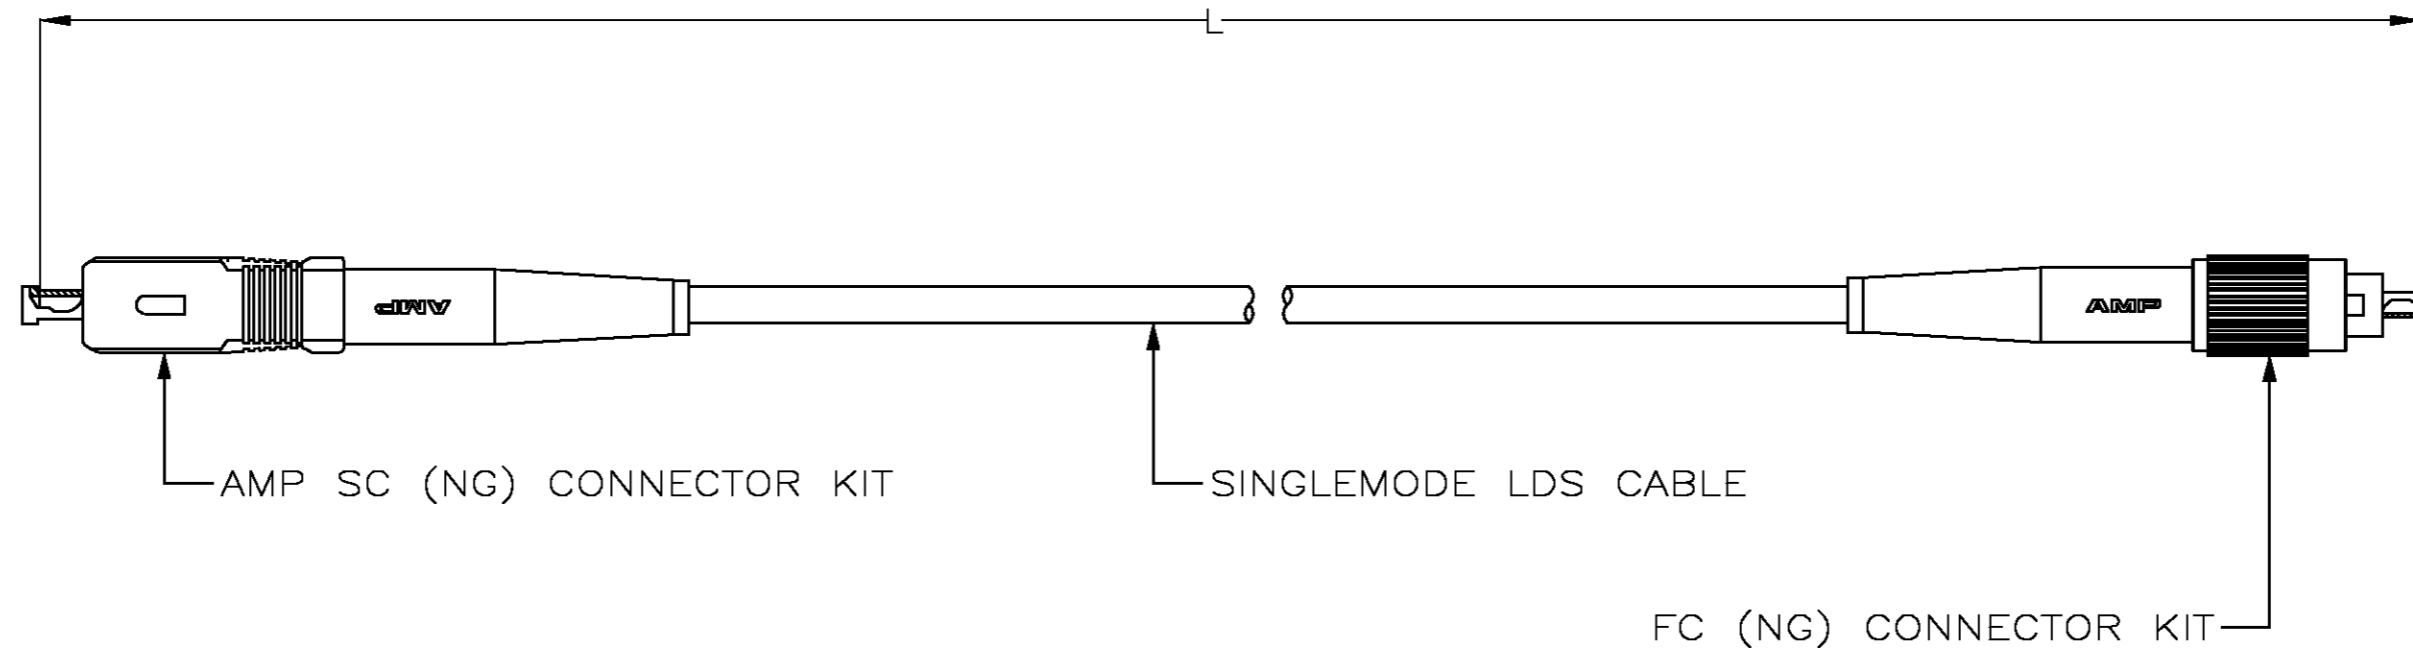 L
AMP
AMP
AMP SC (NG) CONNECTOR KIT
SINGLEMODE LDS CABLE
FC (NG) CONNECTOR KIT